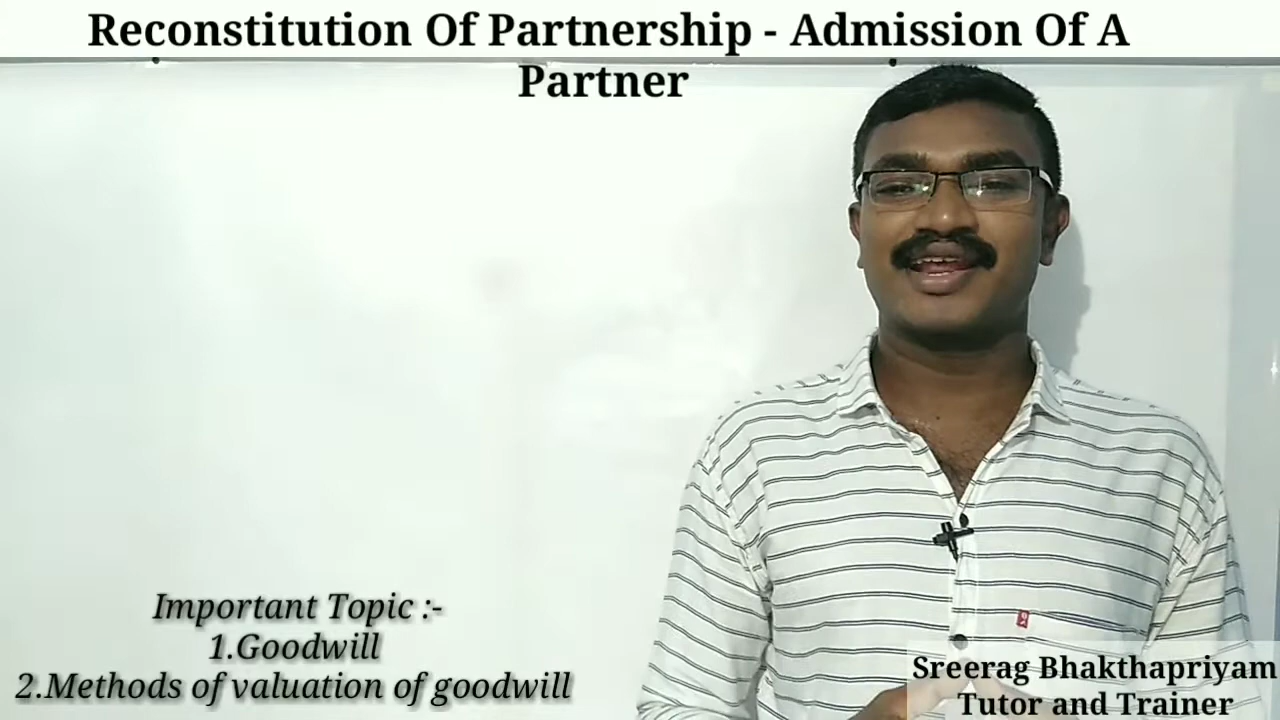 Reconstitution Of Partnership - Admission Of A
Partner
Important Topic :-
1.Goodwill
2.Methods of valuation of goodwill
Sreerag Bhakthapriyam
Tutor and Trainer